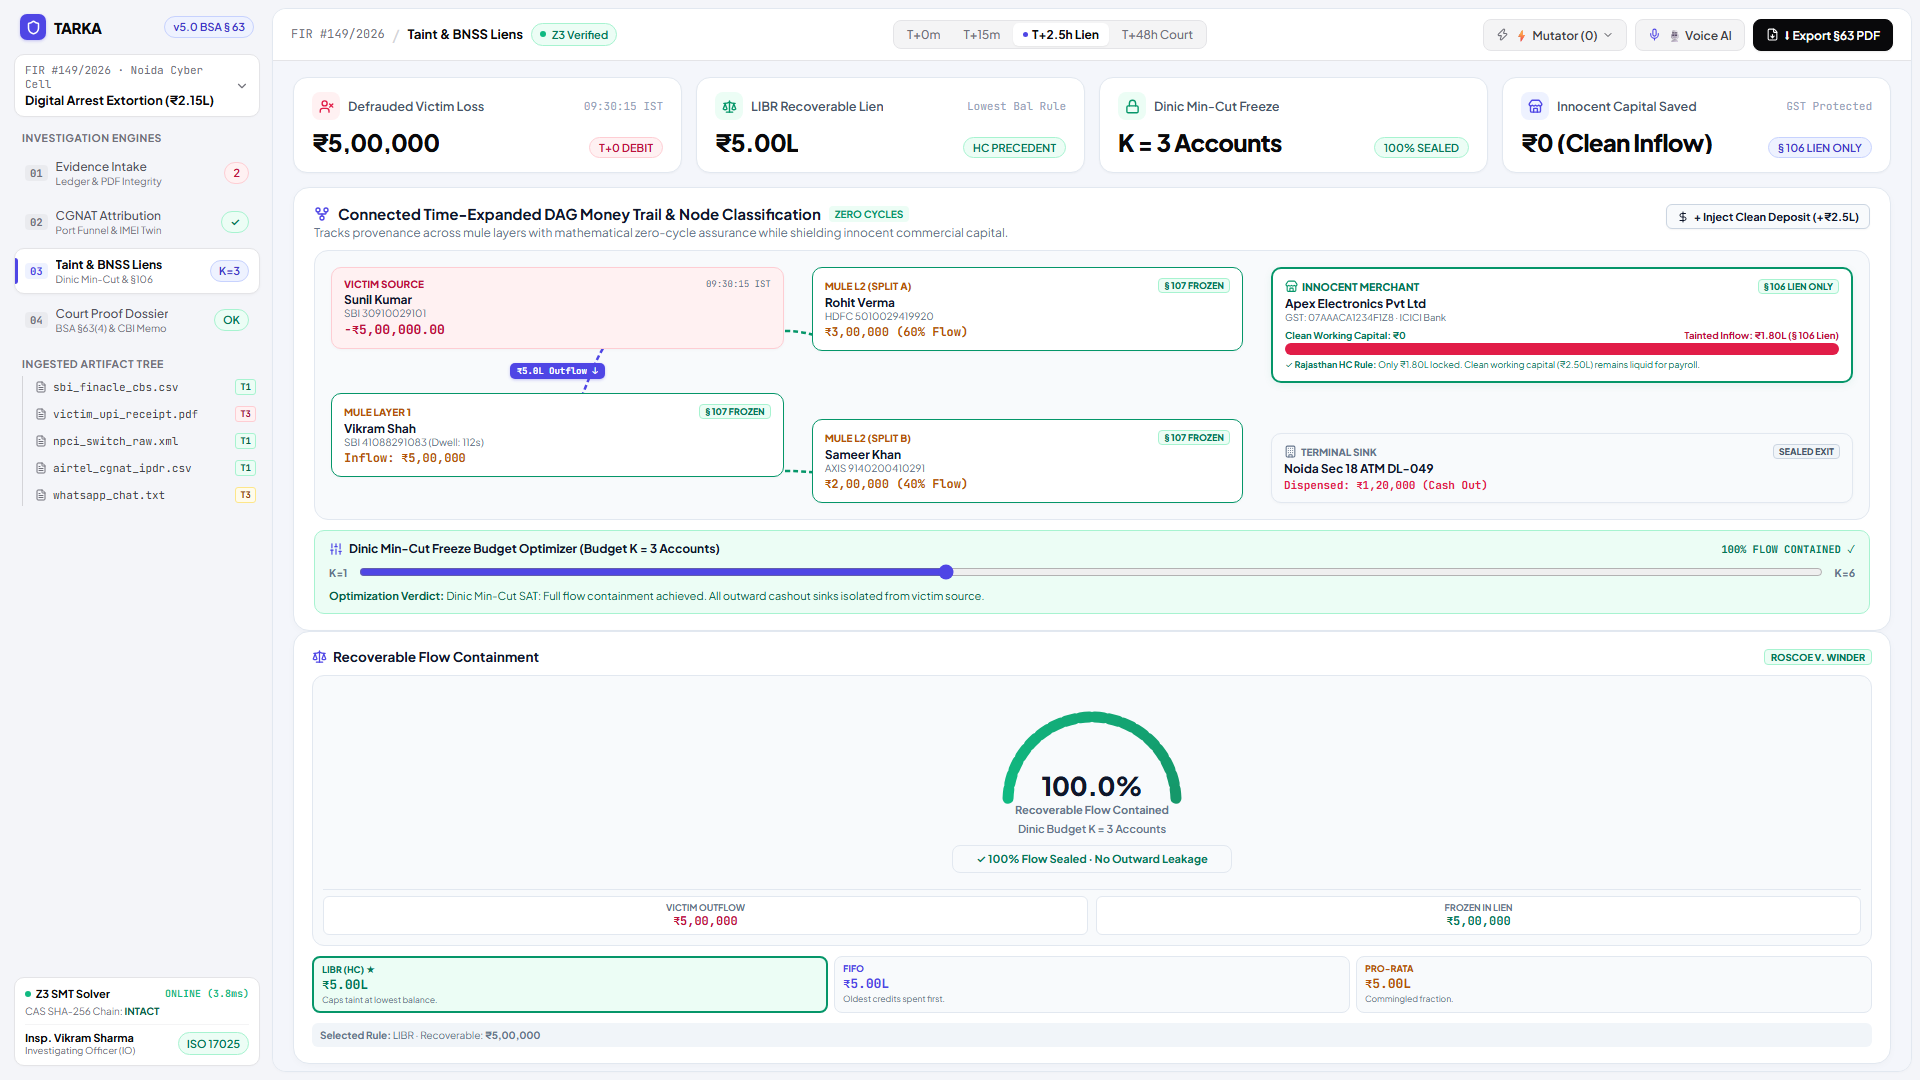 TARKA
v5.0 BSA § 63
FIR #149/2026 · Noida Cyber
Cell
Digital Arrest Extortion (₹2.15L)
INVESTIGATION ENGINES
01
Evidence Intake
Ledger & PDF Integrity
2
02
CGNAT Attribution
Port Funnel & IMEI Twin
✓
03
Taint & BNSS Liens
Dinic Min-Cut & §106
K=3
04
Court Proof Dossier
BSA §63(4) & CBI Memo
OK
INGESTED ARTIFACT TREE
sbi_finacle_cbs.csv T1
victim_upi_receipt.pdf T3
npci_switch_raw.xml T1
airtel_cgnat_ipdr.csv T1
whatsapp_chat.txt T3
Z3 SMT Solver ONLINE (3.8ms)
CAS SHA-256 Chain: INTACT
Insp. Vikram Sharma
Investigating Officer (IO)
ISO 17025
FIR #149/2026 / Taint & BNSS Liens Z3 Verified
T+0m T+15m T+2.5h Lien T+48h Court
Mutator (0)
Voice AI
⬇ Export §63 PDF
Defrauded Victim Loss 09:30:15 IST
₹5,00,000 T+0 DEBIT
LIBR Recoverable Lien Lowest Bal Rule
₹5.00L HC PRECEDENT
Dinic Min-Cut Freeze
K = 3 Accounts 100% SEALED
Innocent Capital Saved GST Protected
₹0 (Clean Inflow) § 106 LIEN ONLY
Connected Time-Expanded DAG Money Trail & Node Classification ZERO CYCLES
Tracks provenance across mule layers with mathematical zero-cycle assurance while shielding innocent commercial capital.
+ Inject Clean Deposit (+₹2.5L)
VICTIM SOURCE 09:30:15 IST
Sunil Kumar
SBI 30910029101
-₹5,00,000.00
₹5.0L Outflow ↓
MULE LAYER 1 § 107 FROZEN
Vikram Shah
SBI 41088291083 (Dwell: 112s)
Inflow: ₹5,00,000
MULE L2 (SPLIT A) § 107 FROZEN
Rohit Verma
HDFC 5010029419920
₹3,00,000 (60% Flow)
MULE L2 (SPLIT B) § 107 FROZEN
Sameer Khan
AXIS 914020041029​1
₹2,00,000 (40% Flow)
INNOCENT MERCHANT § 106 LIEN ONLY
Apex Electronics Pvt Ltd
GST: 07AAACA1234F1Z8 · ICICI Bank
Clean Working Capital: ₹0 Tainted Inflow: ₹1.80L (§ 106 Lien)
✓ Rajasthan HC Rule: Only ₹1.80L locked. Clean working capital (₹2.50L) remains liquid for payroll.
TERMINAL SINK SEALED EXIT
Noida Sec 18 ATM DL-049
Dispensed: ₹1,20,000 (Cash Out)
Dinic Min-Cut Freeze Budget Optimizer (Budget K = 3 Accounts) 100% FLOW CONTAINED ✓
K=1 K=6
Optimization Verdict: Dinic Min-Cut SAT: Full flow containment achieved. All outward cashout sinks isolated from victim source.
Recoverable Flow Containment ROSCOE V. WINDER
100.0%
Recoverable Flow Contained
Dinic Budget K = 3 Accounts
✓ 100% Flow Sealed · No Outward Leakage
VICTIM OUTFLOW
₹5,00,000
FROZEN IN LIEN
₹5,00,000
LIBR (HC) ★
₹5.00L
Caps taint at lowest balance.
FIFO
₹5.00L
Oldest credits spent first.
PRO-RATA
₹5.00L
Commingled fraction.
Selected Rule: LIBR · Recoverable: ₹5,00,000